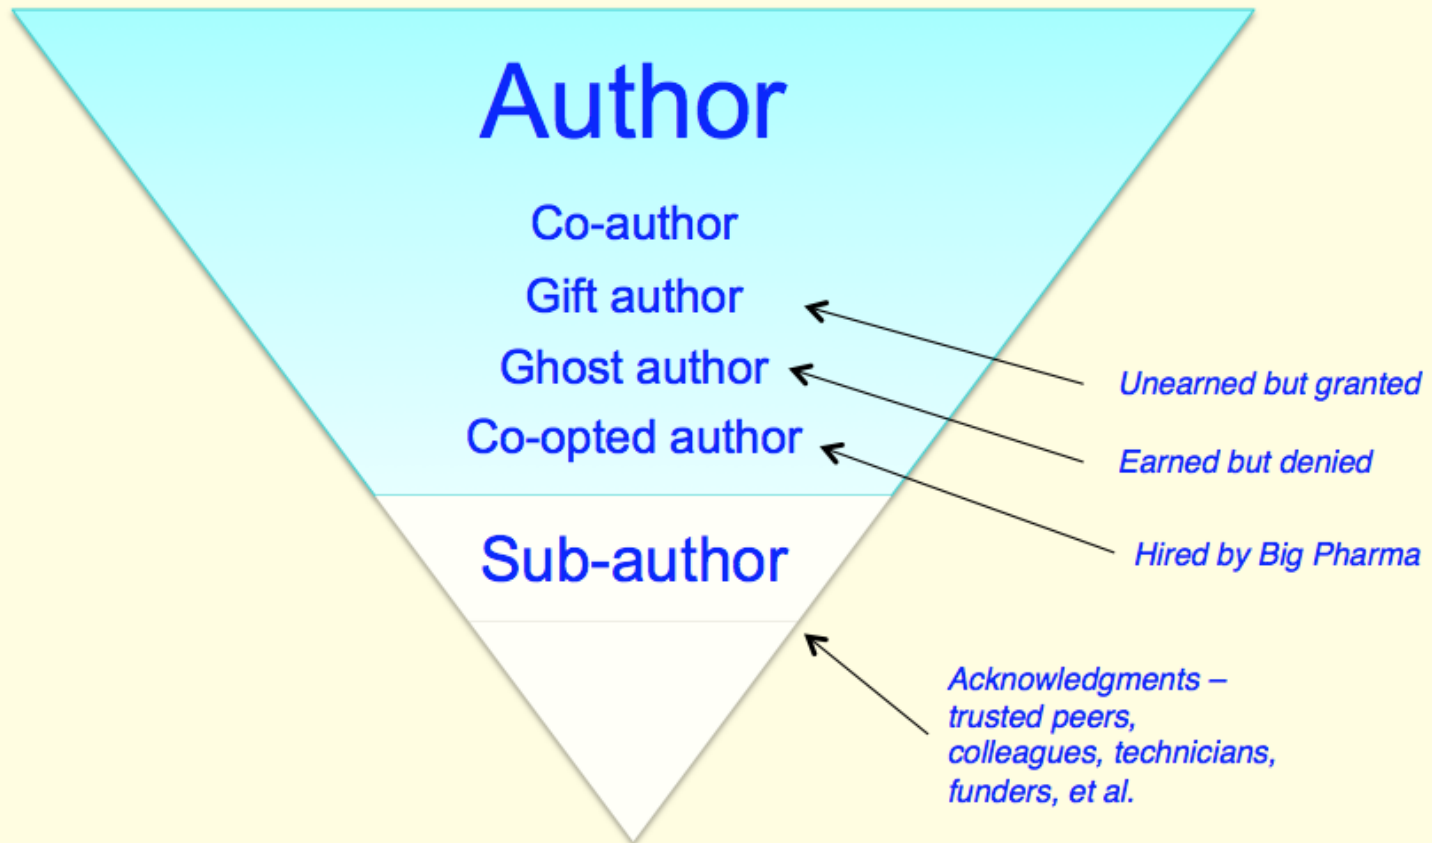 Author
Co-author
Gift author
Ghost author
Co-opted author
Unearned but granted
Earned but denied
Hired by Big Pharma
Sub-author
Acknowledgments –
trusted peers,
colleagues, technicians,
funders, et al.